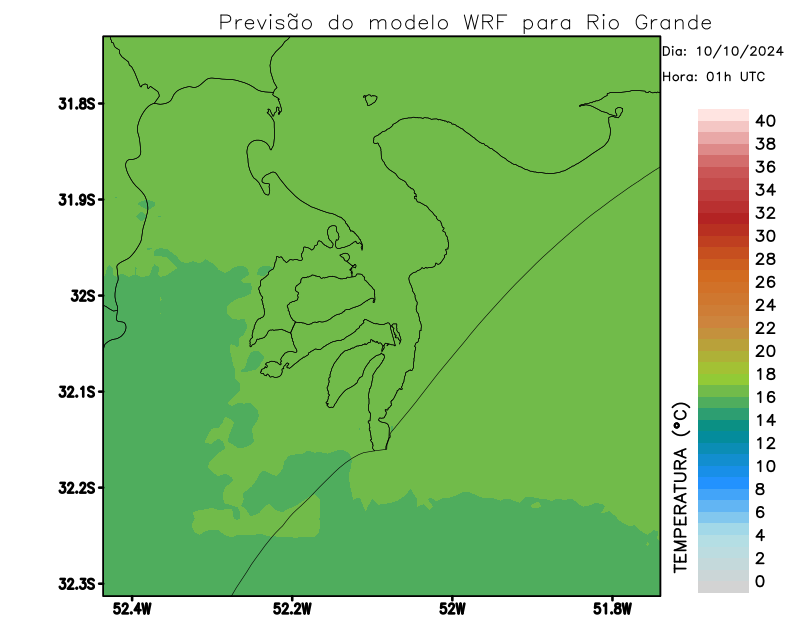 Previsão do modelo WRF para Rio Grande
Dia: 10/10/2024
Hora: 01h UTC
31.8S
31.9S
32S
32.1S
32.2S
32.3S
52.4W
52.2W
52W
51.8W
TEMPERATURA (°C)
40
38
36
34
32
30
28
26
24
22
20
18
16
14
12
10
8
6
4
2
0